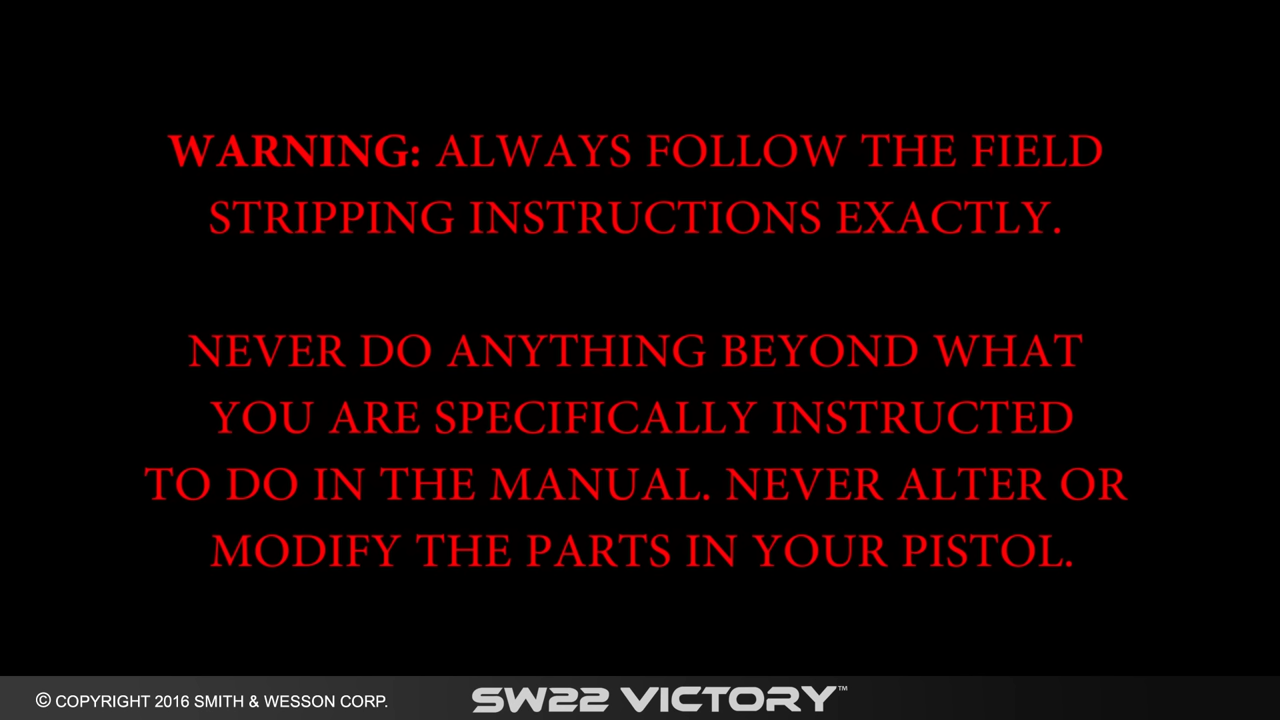 WARNING: ALWAYS FOLLOW THE FIELD
STRIPPING INSTRUCTIONS EXACTLY.
NEVER DO ANYTHING BEYOND WHAT
YOU ARE SPECIFICALLY INSTRUCTED
TO DO IN THE MANUAL. NEVER ALTER OR
MODIFY THE PARTS IN YOUR PISTOL.
© COPYRIGHT 2016 SMITH & WESSON CORP.
SW22 VICTORY™